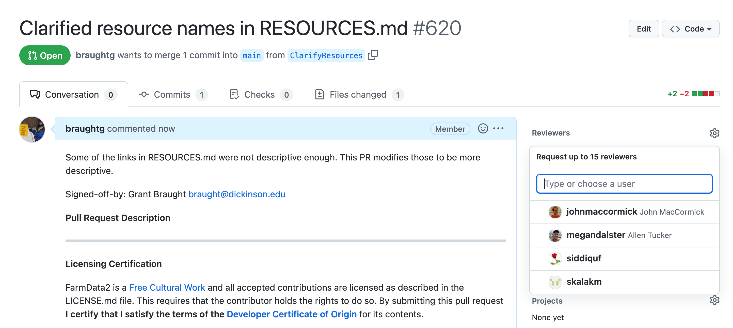 Clarified resource names in RESOURCES.md #620
Edit
<> Code
Open
braughtg wants to merge 1 commit into main from ClarifyResources
Conversation 0
Commits 1
Checks 0
Files changed 1
+2 −2
braughtg commented now
Member
Some of the links in RESOURCES.md were not descriptive enough. This PR modifies those to be more
descriptive.
Signed-off-by: Grant Braught braught@dickinson.edu
Pull Request Description
Licensing Certification
FarmData2 is a Free Cultural Work and all accepted contributions are licensed as described in the
LICENSE.md file. This requires that the contributor holds the rights to do so. By submitting this pull request
I certify that I satisfy the terms of the Developer Certificate of Origin for its contents.
Reviewers
Request up to 15 reviewers
Type or choose a user
johnmaccormick John MacCormick
megandalster Allen Tucker
siddiquf
skalakm
Projects
None yet